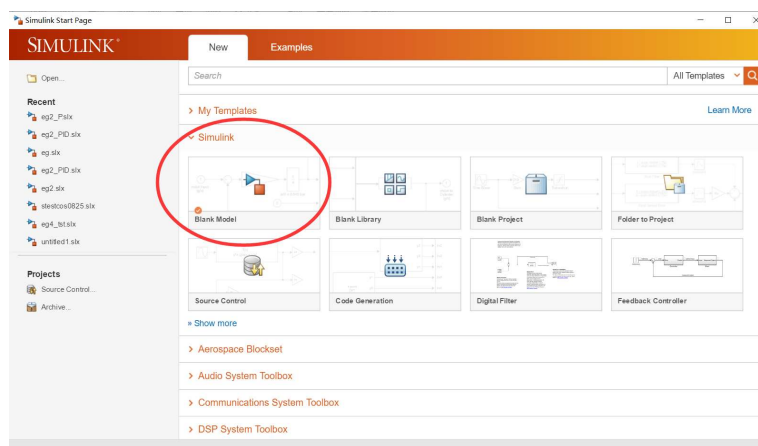 Simulink Start Page
SIMULINK®
New
Examples
Open...
Recent
eg2_P.slx
eg2_PID.slx
eg.slx
eg2_PID.slx
eg2.slx
stestcos0825.slx
eg4_tst.slx
untitled1.slx
Projects
Source Control...
Archive...
Search
All Templates
> My Templates
Learn More
Simulink
Blank Model
Blank Library
Blank Project
Folder to Project
Source Control
Code Generation
Digital Filter
Feedback Controller
» Show more
> Aerospace Blockset
> Audio System Toolbox
> Communications System Toolbox
> DSP System Toolbox